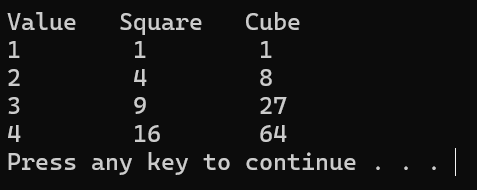 Value   Square   Cube
1        1        1
2        4        8
3        9        27
4        16       64
Press any key to continue . . .